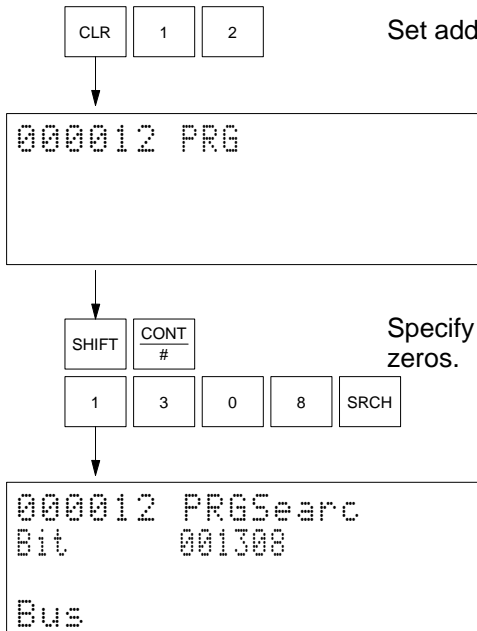 CLR 1 2 Set add
000012 PRG
SHIFT CONT
#
Specify
zeros.
1 3 0 8 SRCH
000012 PRGSearc
Bit 001308
Bus